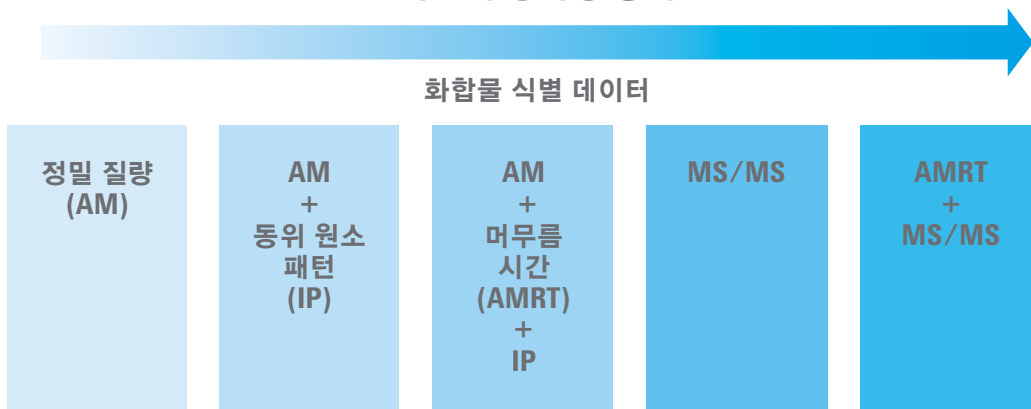 화합물 식별 데이터
정밀 질량
(AM)
AM
+
동위 원소
패턴
(IP)
AM
+
머무름
시간
(AMRT)
+
IP
MS/MS
AMRT
+
MS/MS